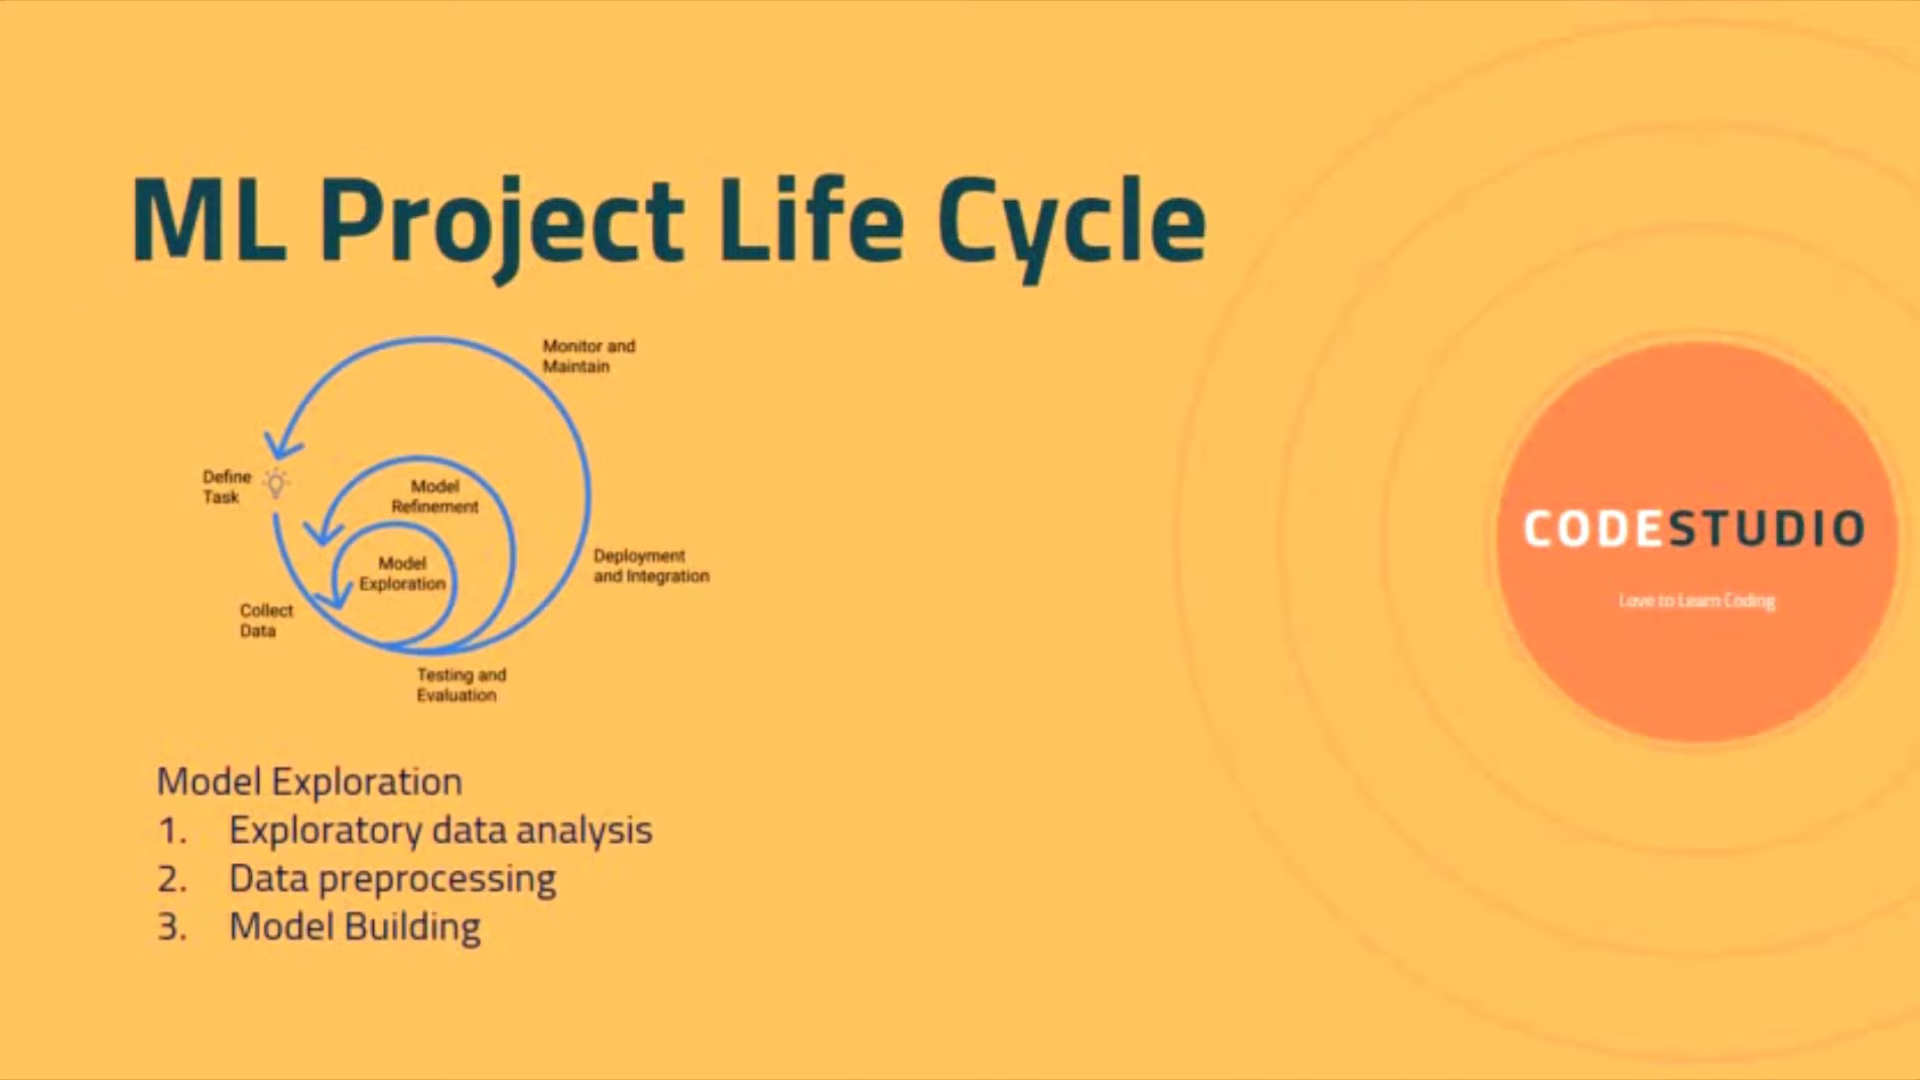 ML Project Life Cycle
Monitor and
Maintain
Define
Task
Model
Refinement
Model
Exploration
Deployment
and Integration
Collect
Data
Testing and
Evaluation
CODESTUDIO
Love to Learn Coding
Model Exploration
1. Exploratory data analysis
2. Data preprocessing
3. Model Building